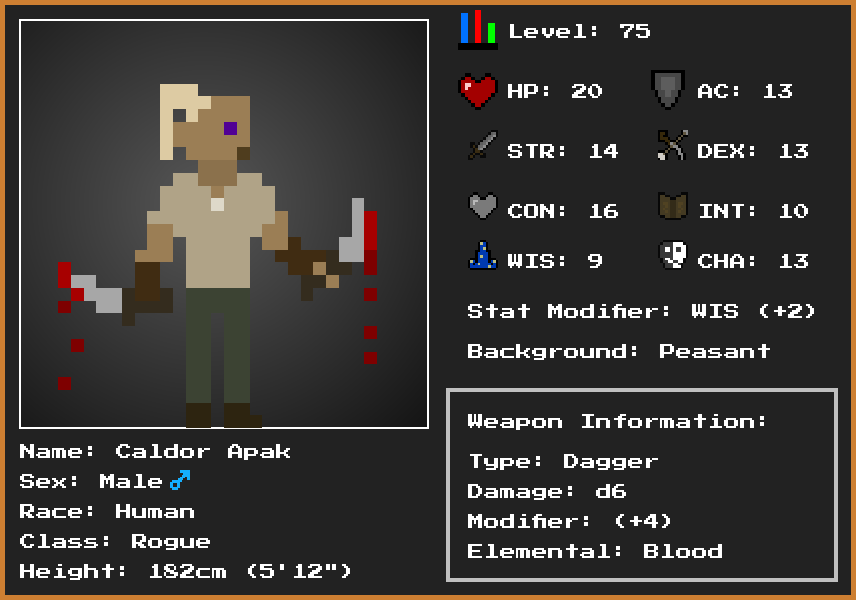 Level: 75
HP: 20 AC: 13
STR: 14 DEX: 13
CON: 16 INT: 10
WIS: 9 CHA: 13
Stat Modifier: WIS (+2)
Background: Peasant
Name: Caldor Apak
Sex: Male♂
Race: Human
Class: Rogue
Height: 182cm (5'12")
Weapon Information:
Type: Dagger
Damage: d6
Modifier: (+4)
Elemental: Blood